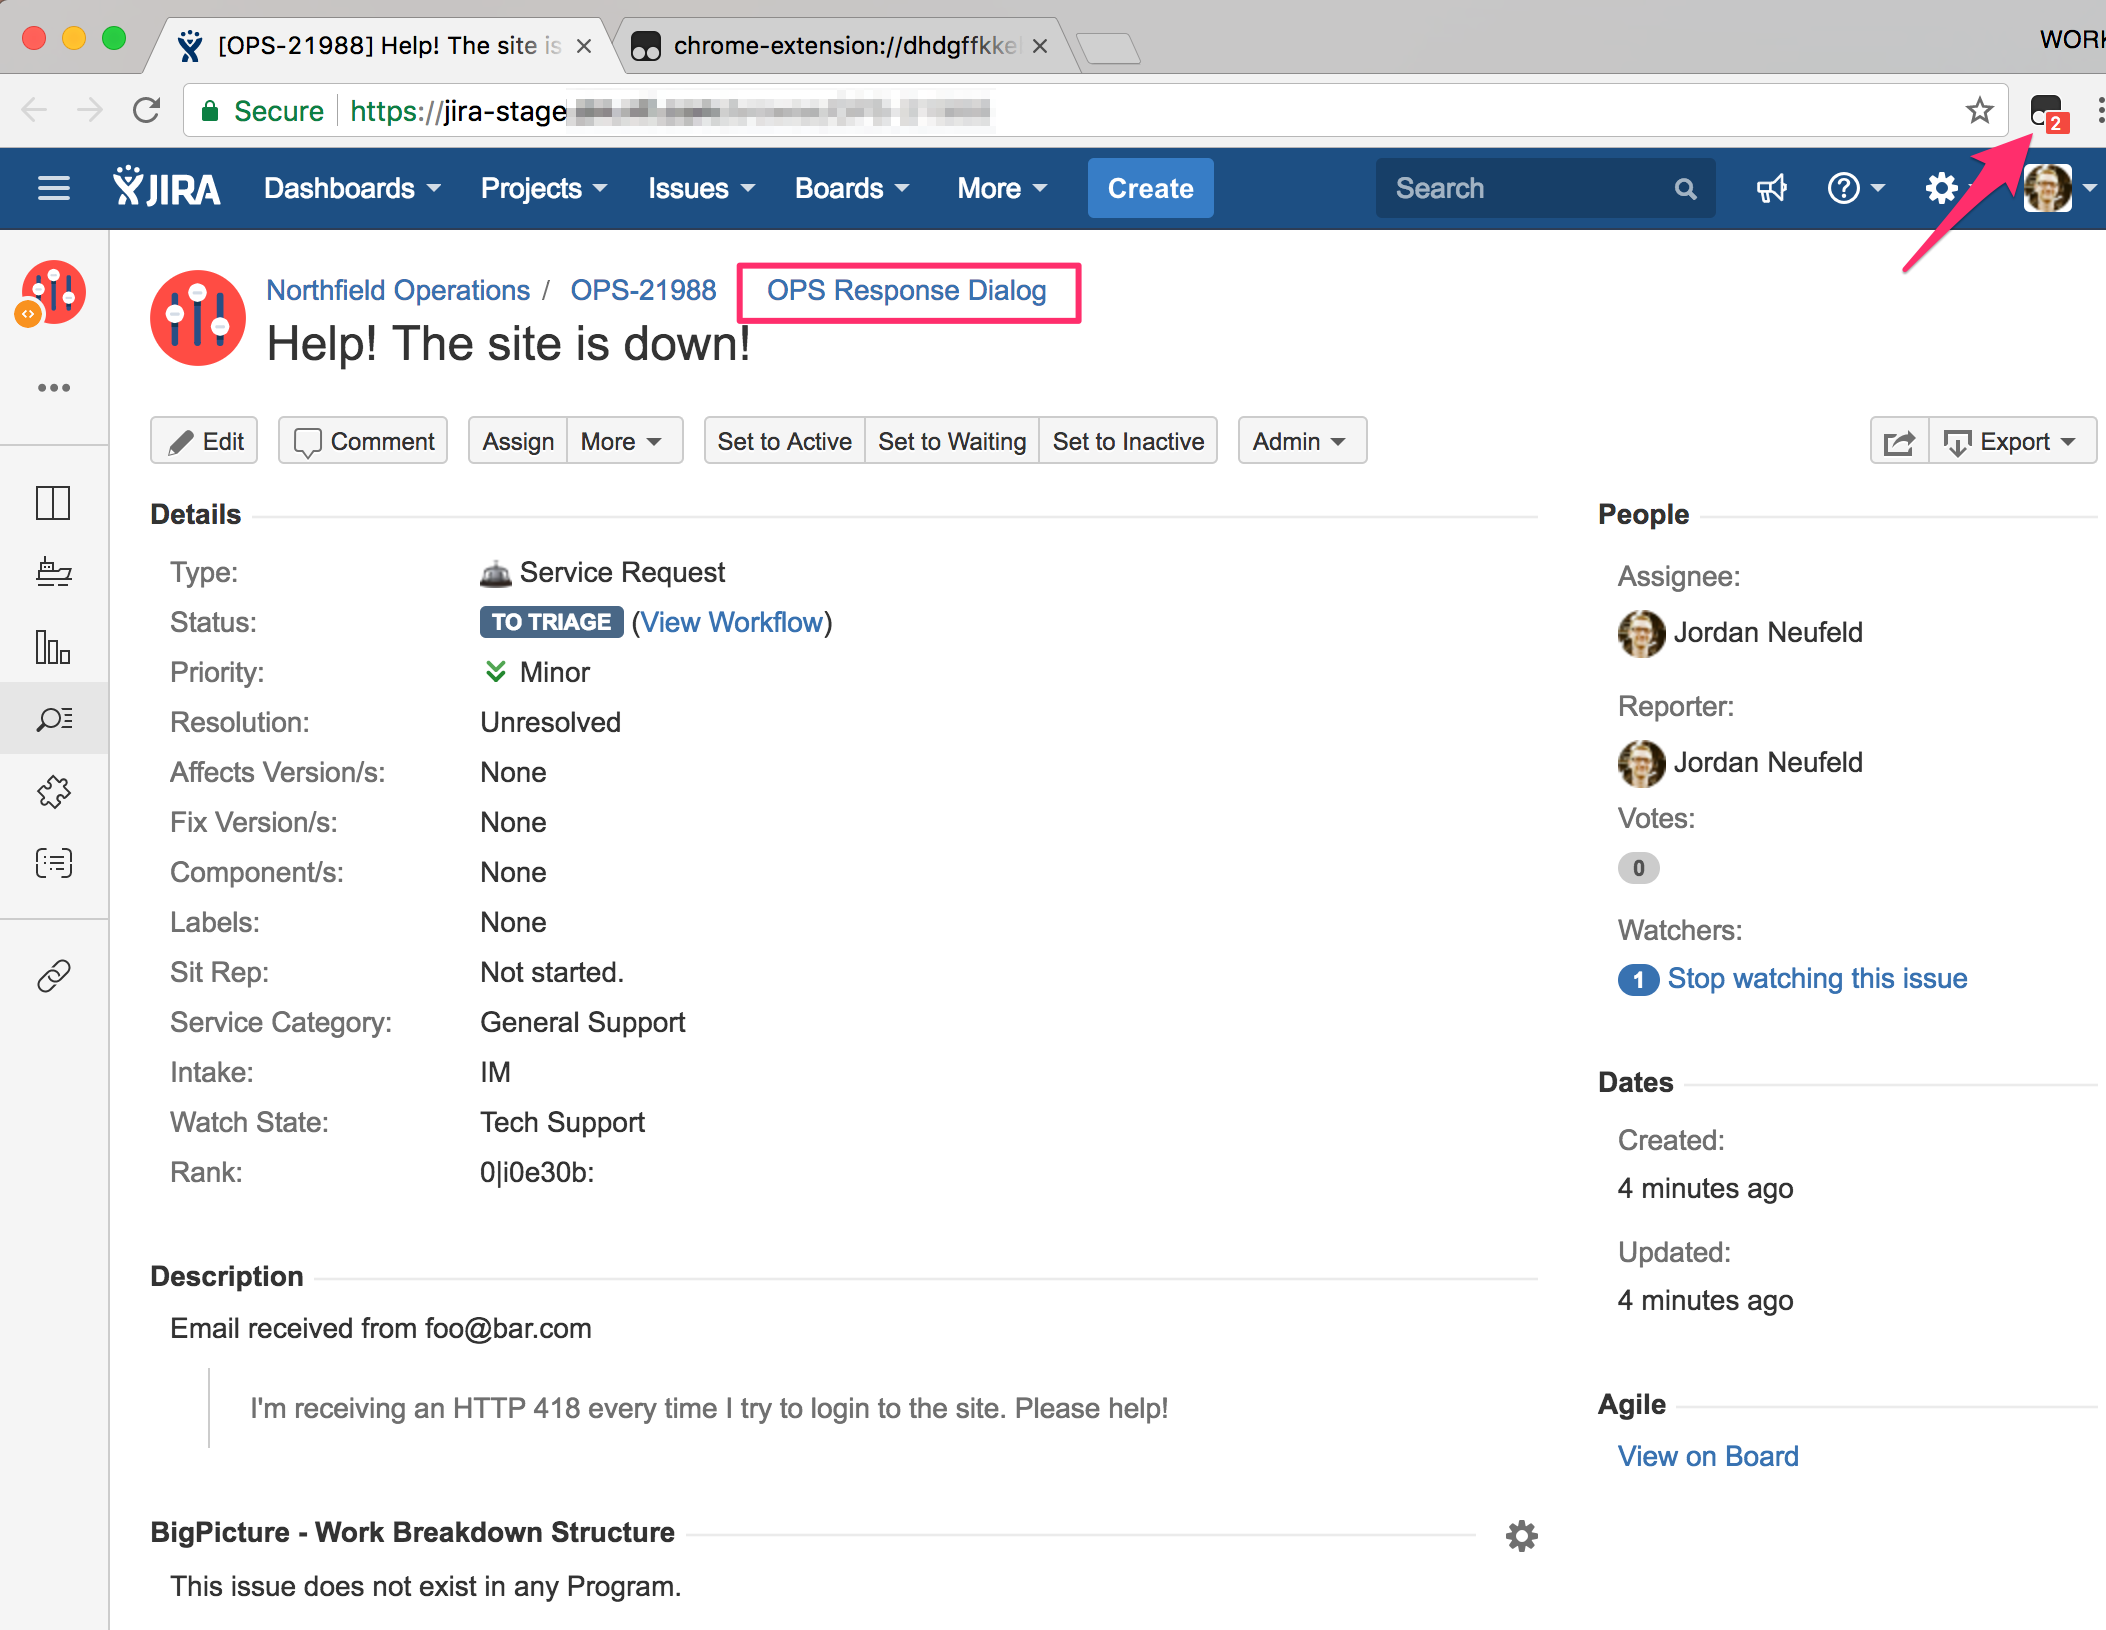 [OPS-21988] Help! The site is
chrome-extension://dhdgffkke
WORK
Secure https://jira-stage
2
JIRA Dashboards Projects Issues Boards More Create Search
Northfield Operations / OPS-21988 OPS Response Dialog
Help! The site is down!
Edit Comment Assign More Set to Active Set to Waiting Set to Inactive Admin Export
Details
Type: Service Request
Status: TO TRIAGE (View Workflow)
Priority: Minor
Resolution: Unresolved
Affects Version/s: None
Fix Version/s: None
Component/s: None
Labels: None
Sit Rep: Not started.
Service Category: General Support
Intake: IM
Watch State: Tech Support
Rank: 0|i0e30b:
Description
Email received from foo@bar.com
I'm receiving an HTTP 418 every time I try to login to the site. Please help!
BigPicture - Work Breakdown Structure
This issue does not exist in any Program.
People
Assignee:
Jordan Neufeld
Reporter:
Jordan Neufeld
Votes:
0
Watchers:
1 Stop watching this issue
Dates
Created:
4 minutes ago
Updated:
4 minutes ago
Agile
View on Board